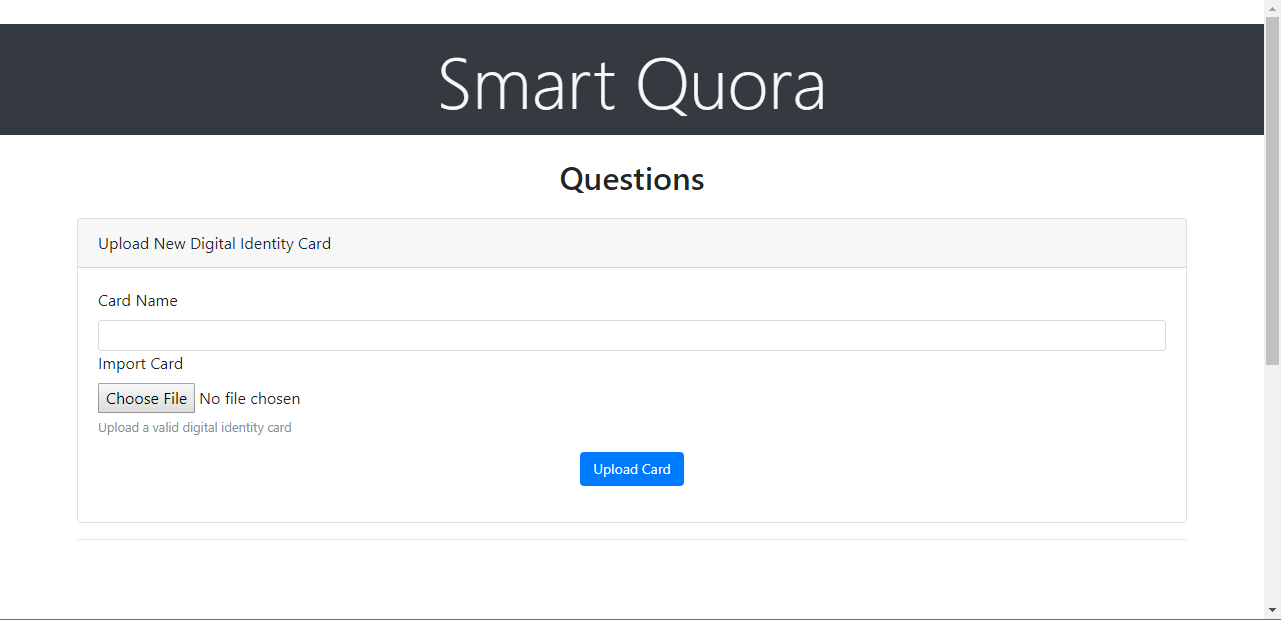 Smart Quora
Questions
Upload New Digital Identity Card
Card Name
Import Card
Choose File No file chosen
Upload a valid digital identity card
Upload Card